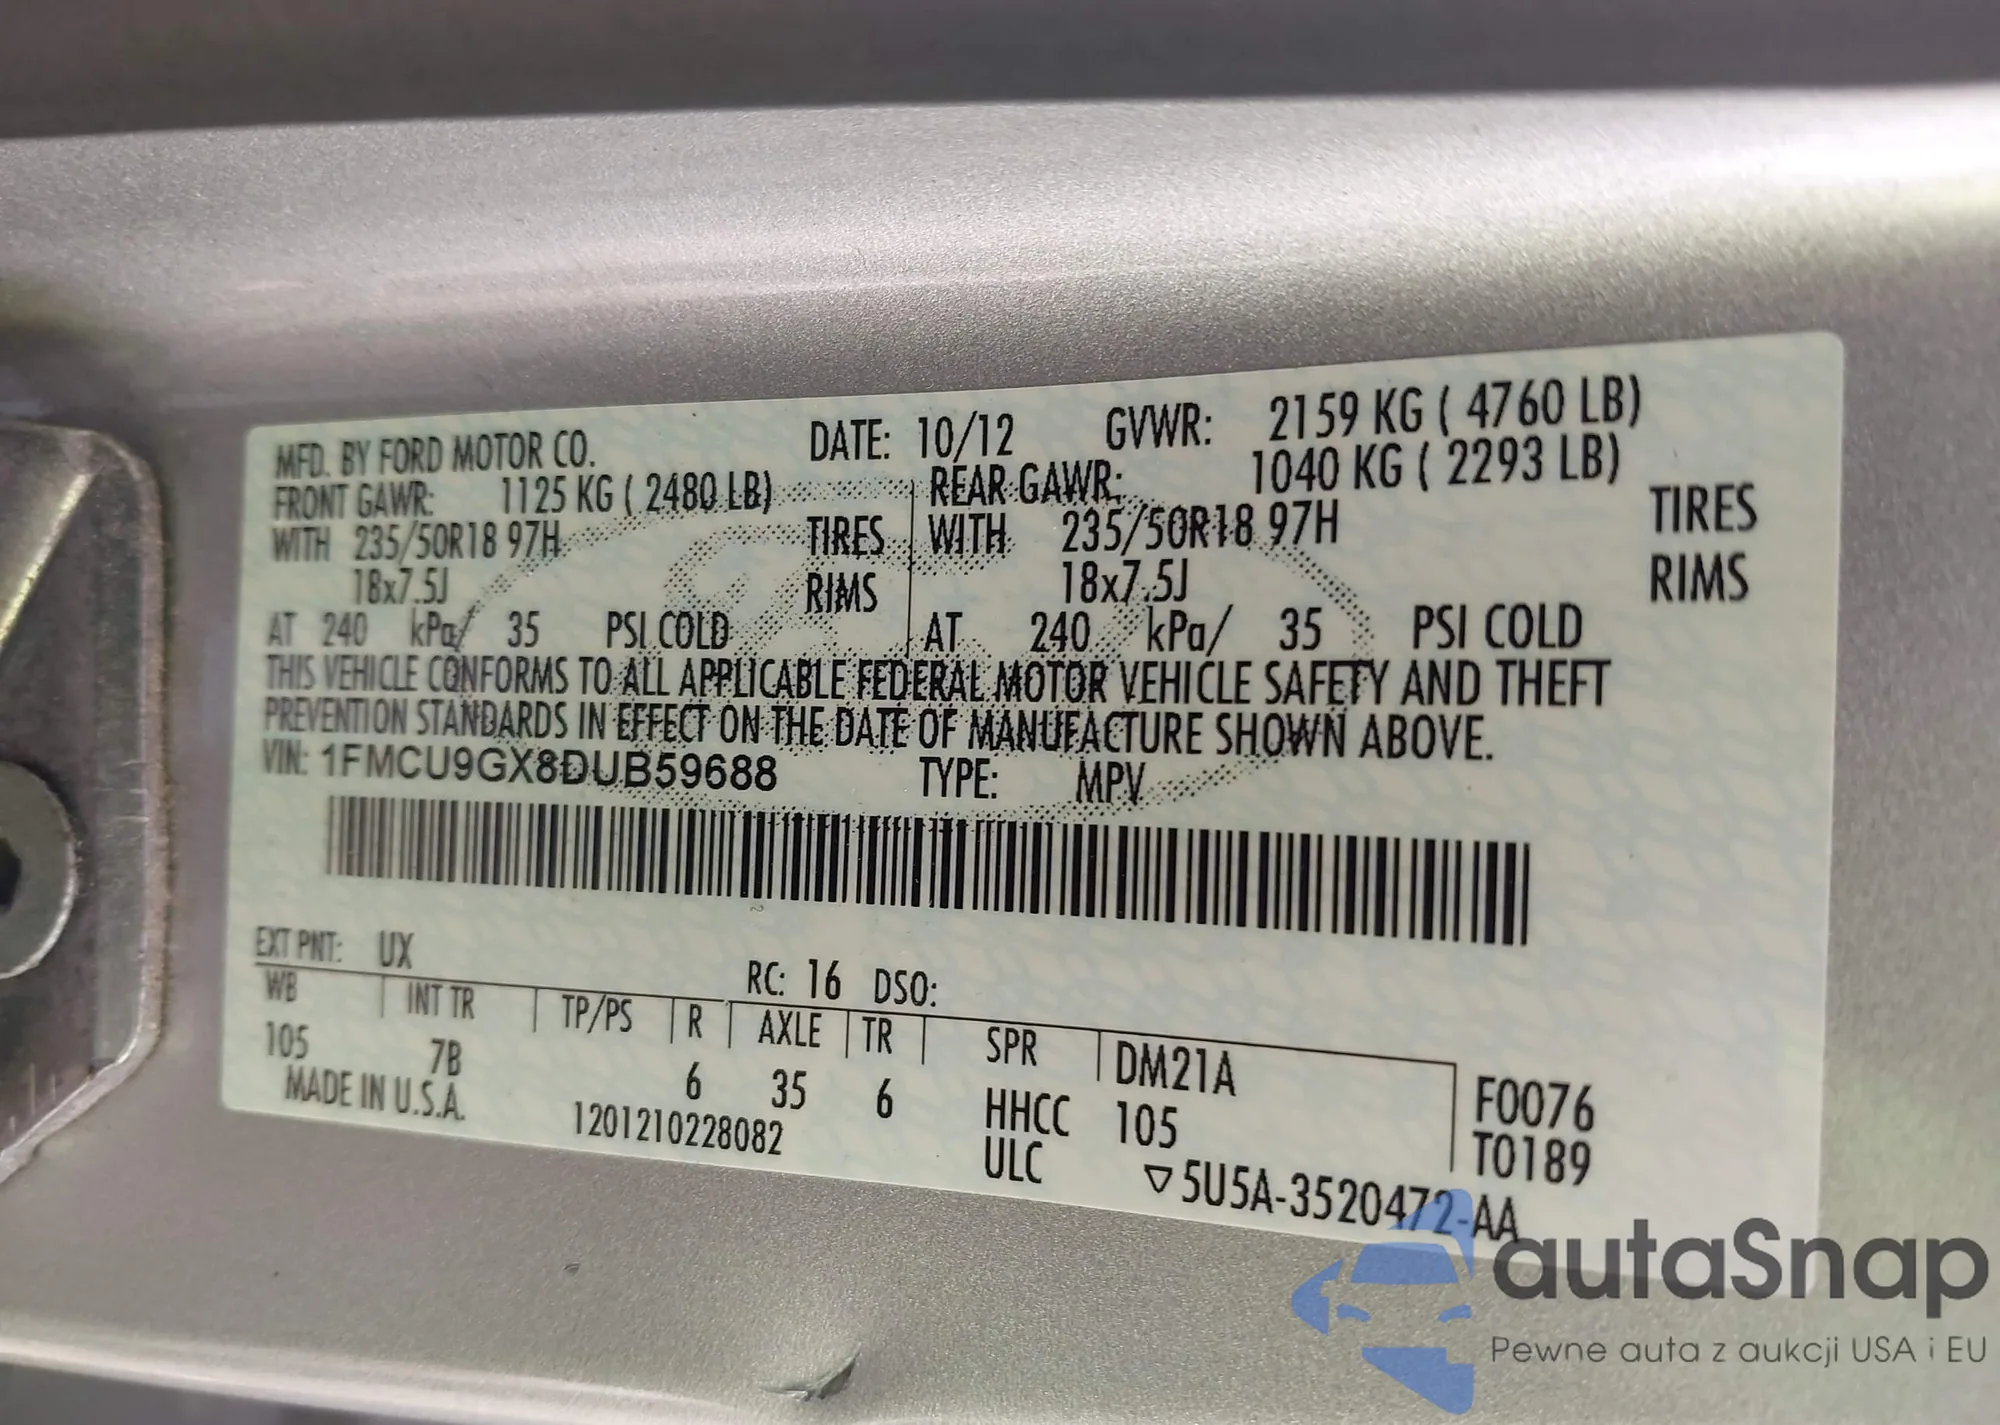 MFD. BY FORD MOTOR CO. DATE: 10/12 GVWR: 2159 KG ( 4760 LB)
FRONT GAWR: 1125 KG ( 2480 LB) REAR GAWR: 1040 KG ( 2293 LB)
WITH 235/50R18 97H TIRES WITH 235/50R18 97H TIRES
18x7.5J RIMS 18x7.5J RIMS
AT 240 kPa/ 35 PSI COLD AT 240 kPa/ 35 PSI COLD
THIS VEHICLE CONFORMS TO ALL APPLICABLE FEDERAL MOTOR VEHICLE SAFETY AND THEFT
PREVENTION STANDARDS IN EFFECT ON THE DATE OF MANUFACTURE SHOWN ABOVE.
VIN: 1FMCU9GX8DUB59688 TYPE: MPV
EXT PNT: UX RC: 16 DSO:
WB INT TR TP/PS R AXLE TR SPR DM21A F0076
105 7B 6 35 6 HHCC 105 T0189
MADE IN U.S.A. 1201210228082 ULC ▽5U5A-3520472-AA
autaSnap
Pewne auta z aukcji USA i EU